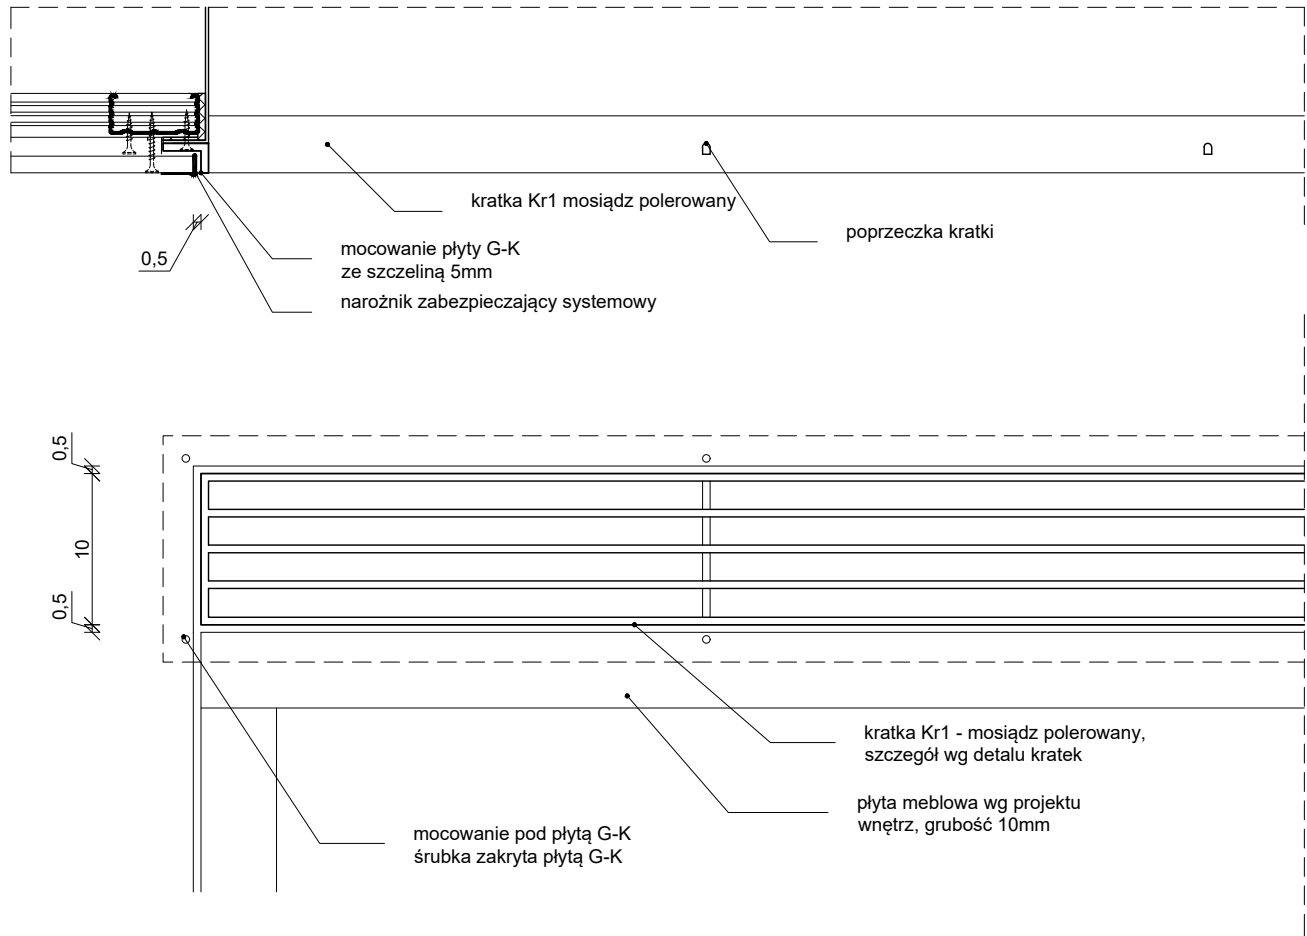 kratka Kr1 mosiądz polerowany
poprzeczka kratki
mocowanie płyty G-K
ze szczeliną 5mm
0,5
narożnik zabezpieczający systemowy
0,5
10
0,5
kratka Kr1 - mosiądz polerowany,
szczegół wg detalu kratek
płyta meblowa wg projektu
wnętrz, grubość 10mm
mocowanie pod płytą G-K
śrubka zakryta płytą G-K